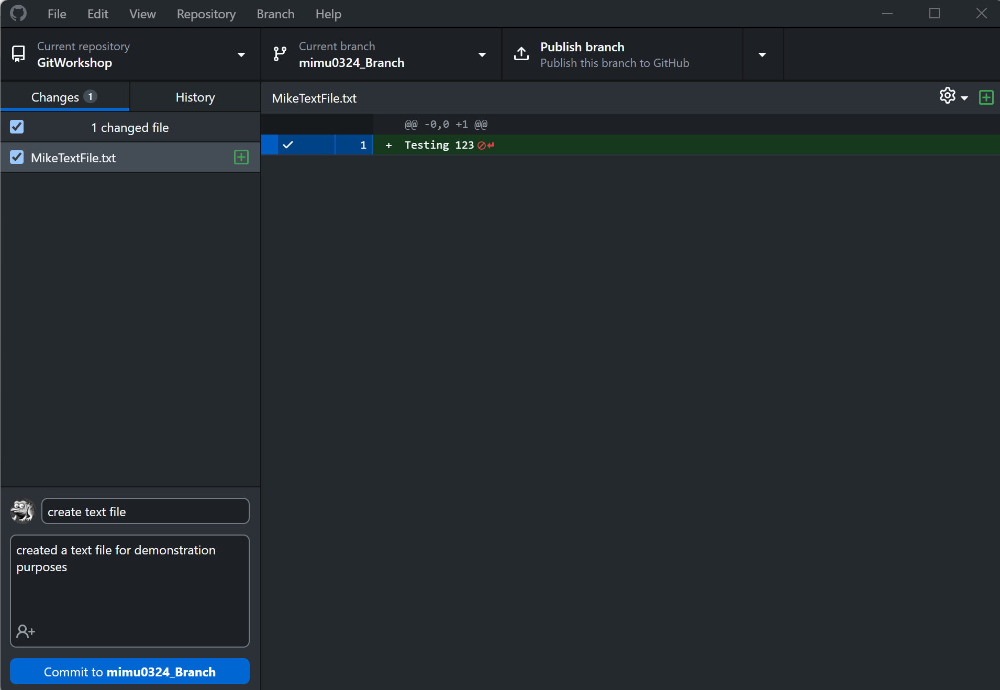 File Edit View Repository Branch Help
Current repository
GitWorkshop
Current branch
mimu0324_Branch
Publish branch
Publish this branch to GitHub
Changes 1
History
1 changed file
MikeTextFile.txt
MikeTextFile.txt
@@ -0,0 +1 @@
1 + Testing 123
create text file
created a text file for demonstration
purposes
Commit to mimu0324_Branch